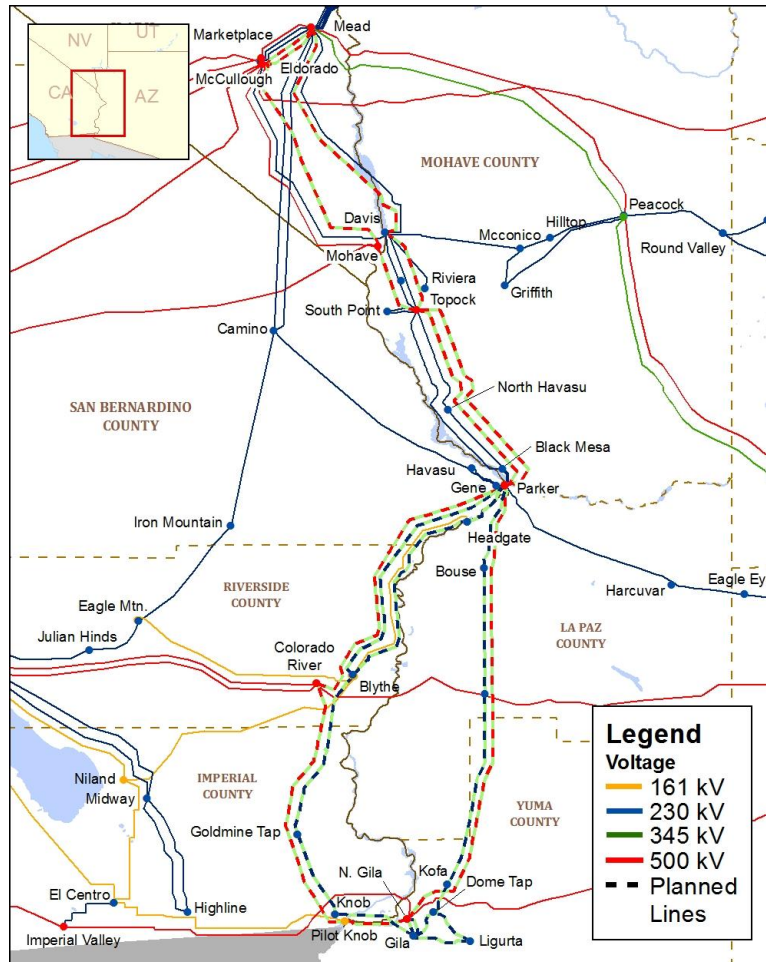 NV
UT
CA
AZ
Marketplace
Mead
McCullough
Eldorado
MOHAVE COUNTY
Davis
Mcconico
Hilltop
Peacock
Round Valley
Mohave
Riviera
Griffith
South Point
Topock
Camino
North Havasu
SAN BERNARDINO
COUNTY
Black Mesa
Havasu
Gene
Parker
Iron Mountain
Headgate
Bouse
Harcuvar
Eagle Ey
RIVERSIDE
COUNTY
Eagle Mtn.
Julian Hinds
LA PAZ
COUNTY
Colorado
River
Blythe
Niland
Midway
IMPERIAL
COUNTY
YUMA
COUNTY
Goldmine Tap
N. Gila
Kofa
Dome Tap
El Centro
Highline
Knob
Imperial Valley
Pilot Knob
Gila
Ligurta
Legend
Voltage
161 kV
230 kV
345 kV
500 kV
Planned
Lines